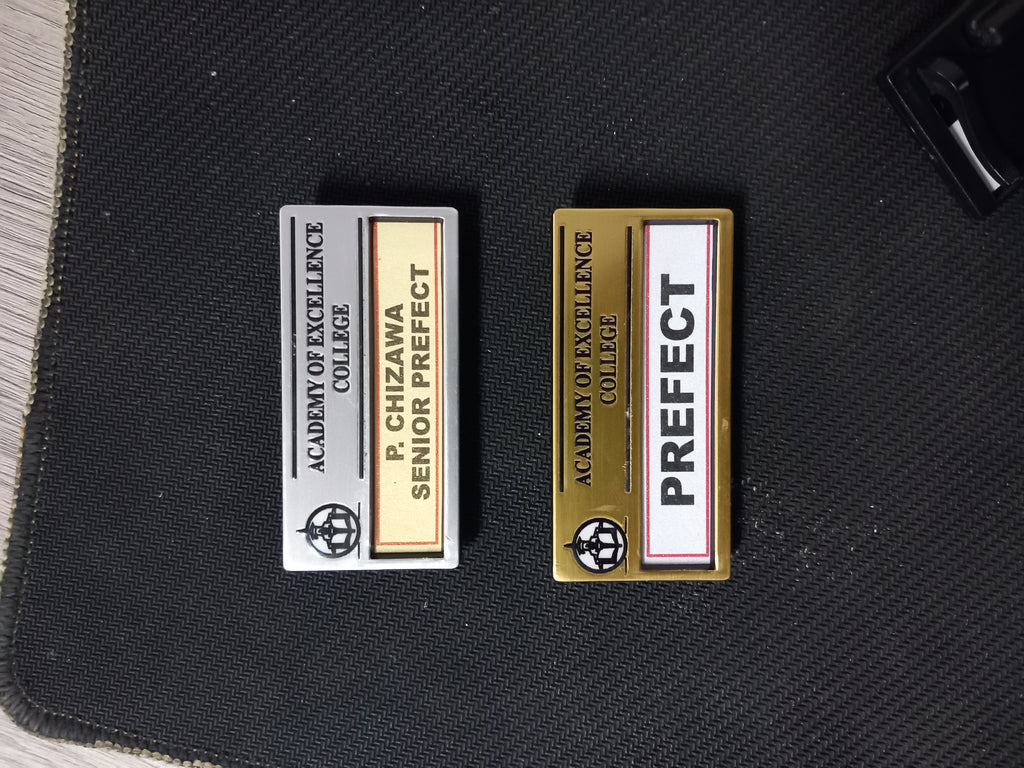 ACADEMY OF EXCELLENCE
COLLEGE
P. CHIZAWA
SENIOR PREFECT
ACADEMY OF EXCELLENCE
COLLEGE
PREFECT